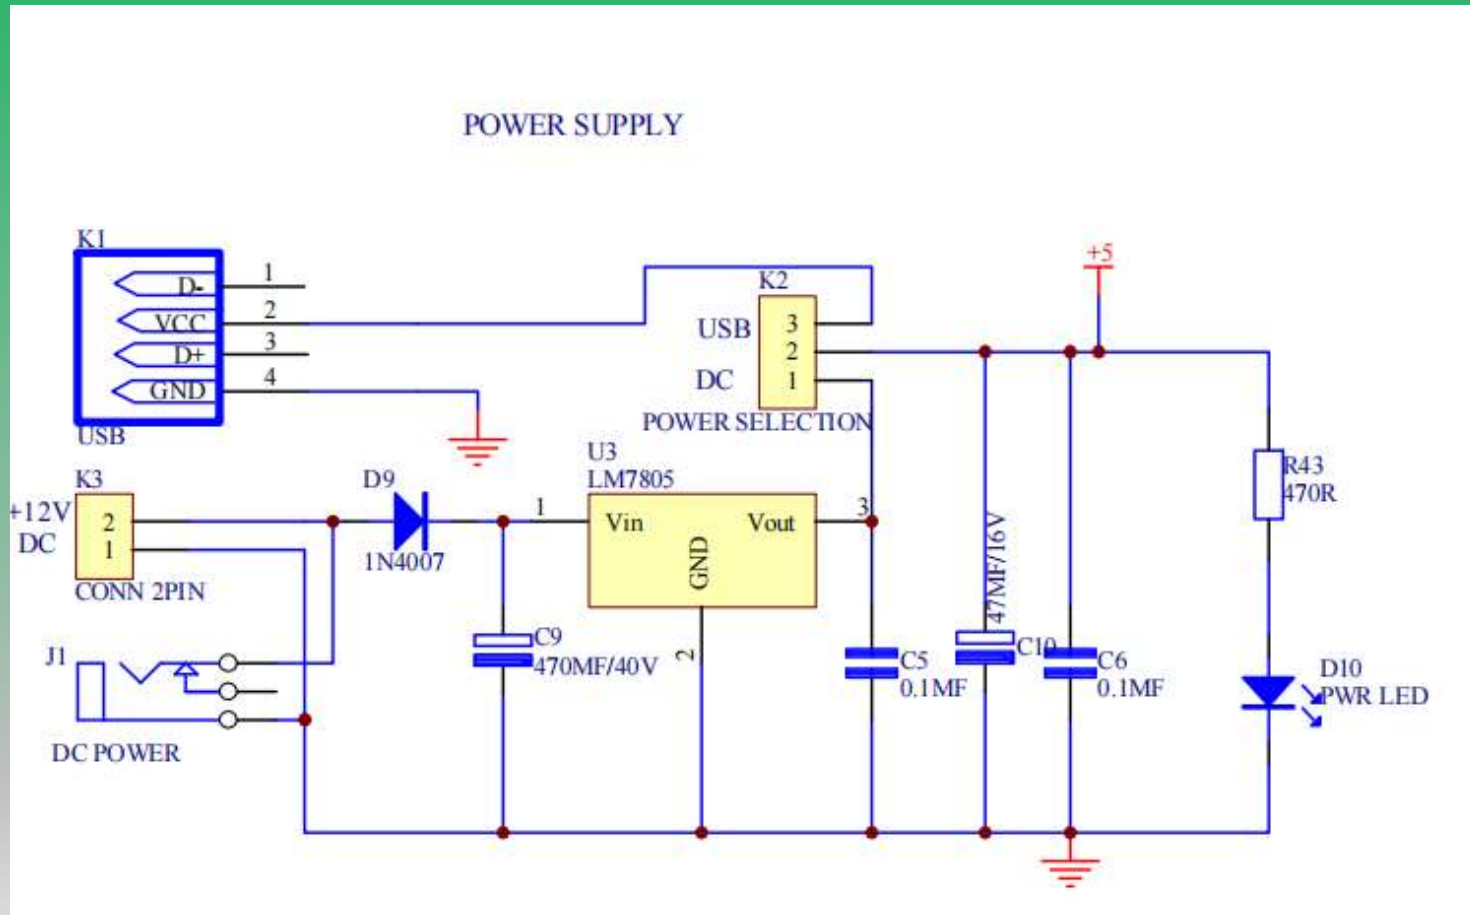 POWER SUPPLY
K1
D-
1
VCC
2
D+
3
GND
4
USB
K2
USB
3
2
DC
1
POWER SELECTION
+5
K3
+12V
DC
2
1
CONN 2PIN
D9
1N4007
U3
LM7805
1
Vin
Vout
3
GND
2
J1
DC POWER
C9
470MF/40V
C5
0.1MF
47MF/16V
C10
C6
0.1MF
R43
470R
D10
PWR LED